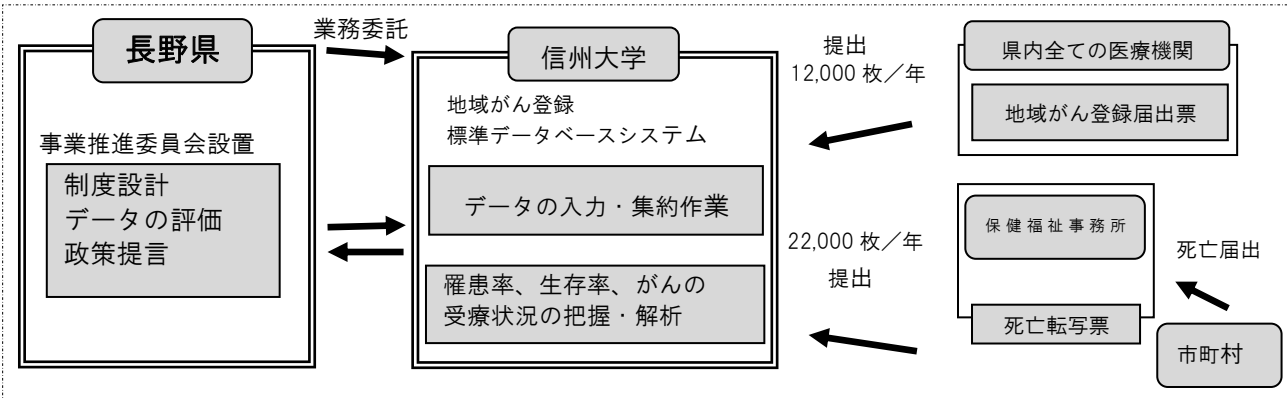 長野県
事業推進委員会設置
制度設計
データの評価
政策提言
業務委託
信州大学
地域がん登録
標準データベースシステム
データの入力・集約作業
罹患率、生存率、がんの
受療状況の把握・解析
提出
12,000 枚／年
県内全ての医療機関
地域がん登録届出票
22,000 枚／年
提出
保健福祉事務所
死亡転写票
死亡届出
市町村